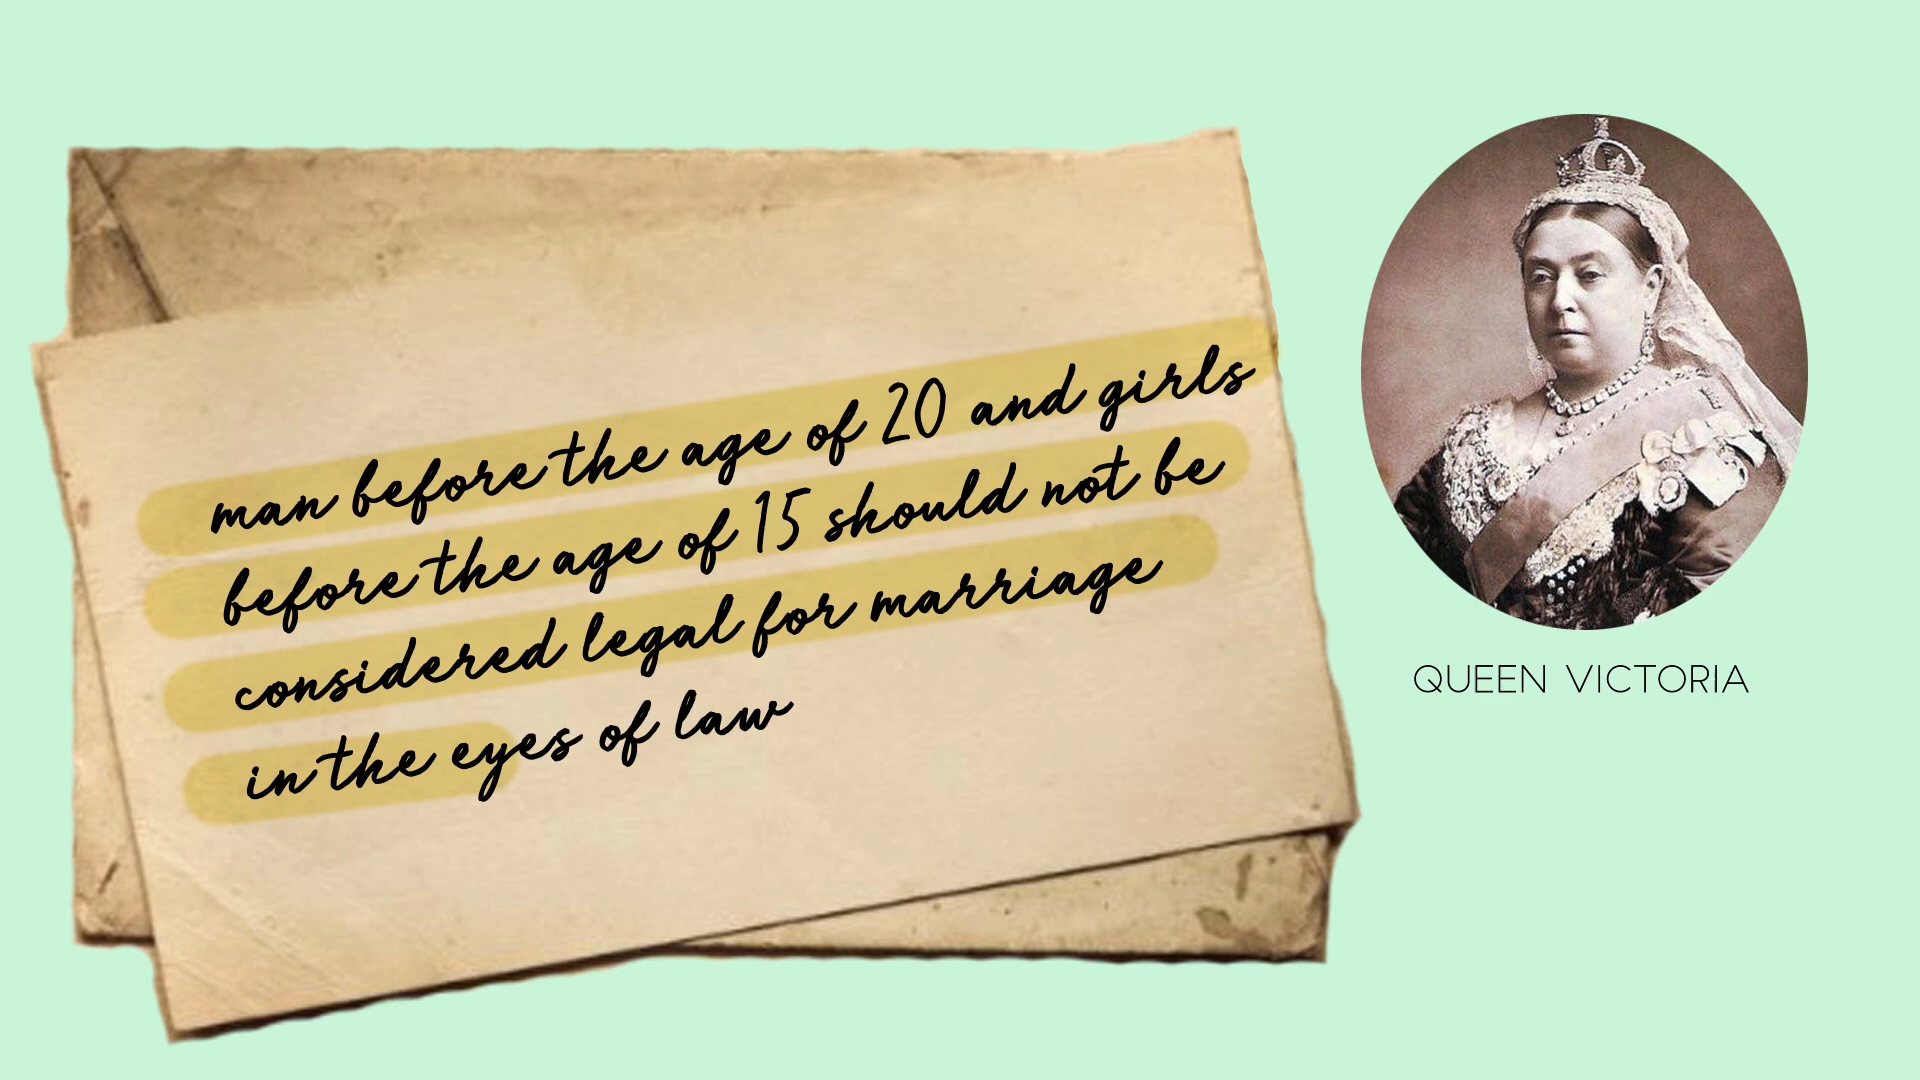 man before the age of 20 and girls
before the age of 15 should not be
considered legal for marriage
in the eyes of law
QUEEN VICTORIA